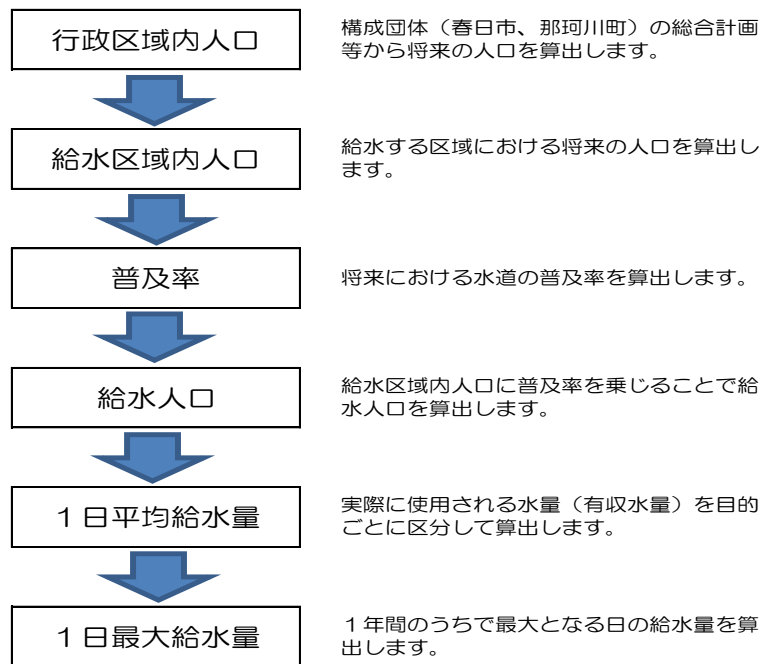 行政区域内人口
構成団体（春日市、那珂川町）の総合計画
等から将来の人口を算出します。
給水区域内人口
給水する区域における将来の人口を算出し
ます。
普及率
将来における水道の普及率を算出します。
給水人口
給水区域内人口に普及率を乗じることで給
水人口を算出します。
１日平均給水量
実際に使用される水量（有収水量）を目的
ごとに区分して算出します。
１日最大給水量
１年間のうちで最大となる日の給水量を算
出します。